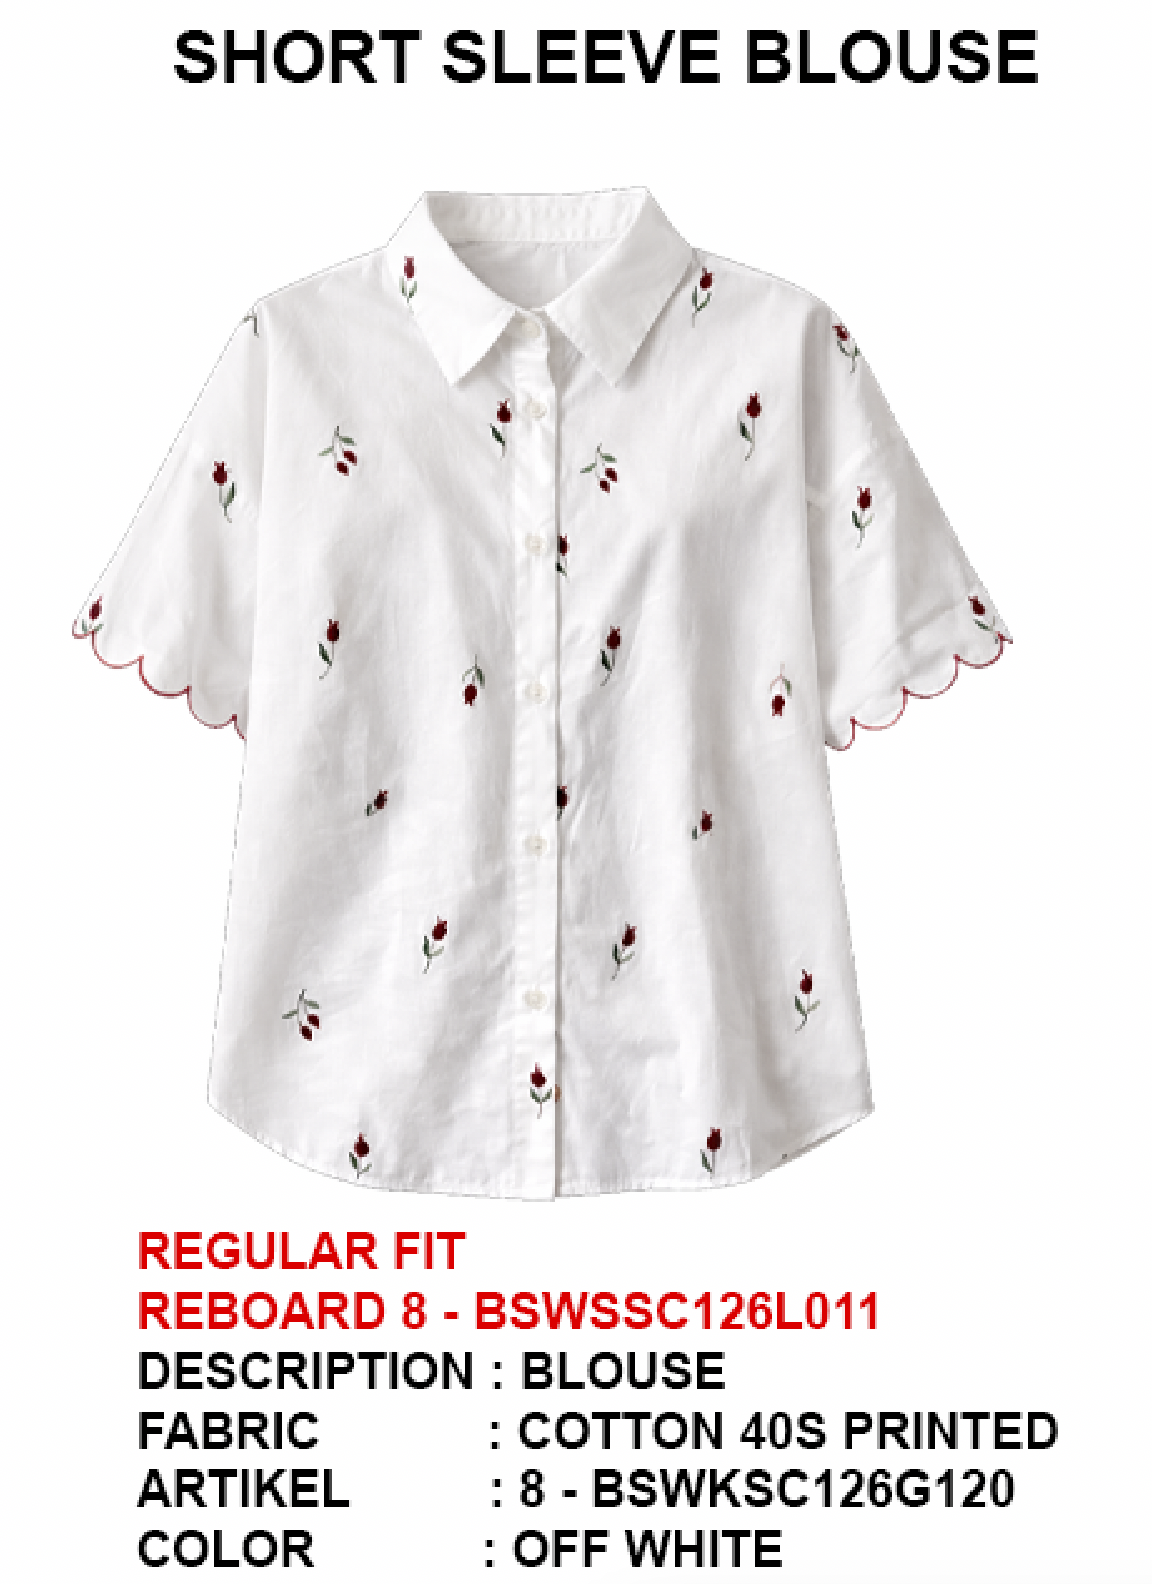 SHORT SLEEVE BLOUSE
REGULAR FIT
REBOARD 8 - BSWSSC126L011
DESCRIPTION : BLOUSE
FABRIC : COTTON 40S PRINTED
ARTIKEL : 8 - BSWKSC126G120
COLOR : OFF WHITE